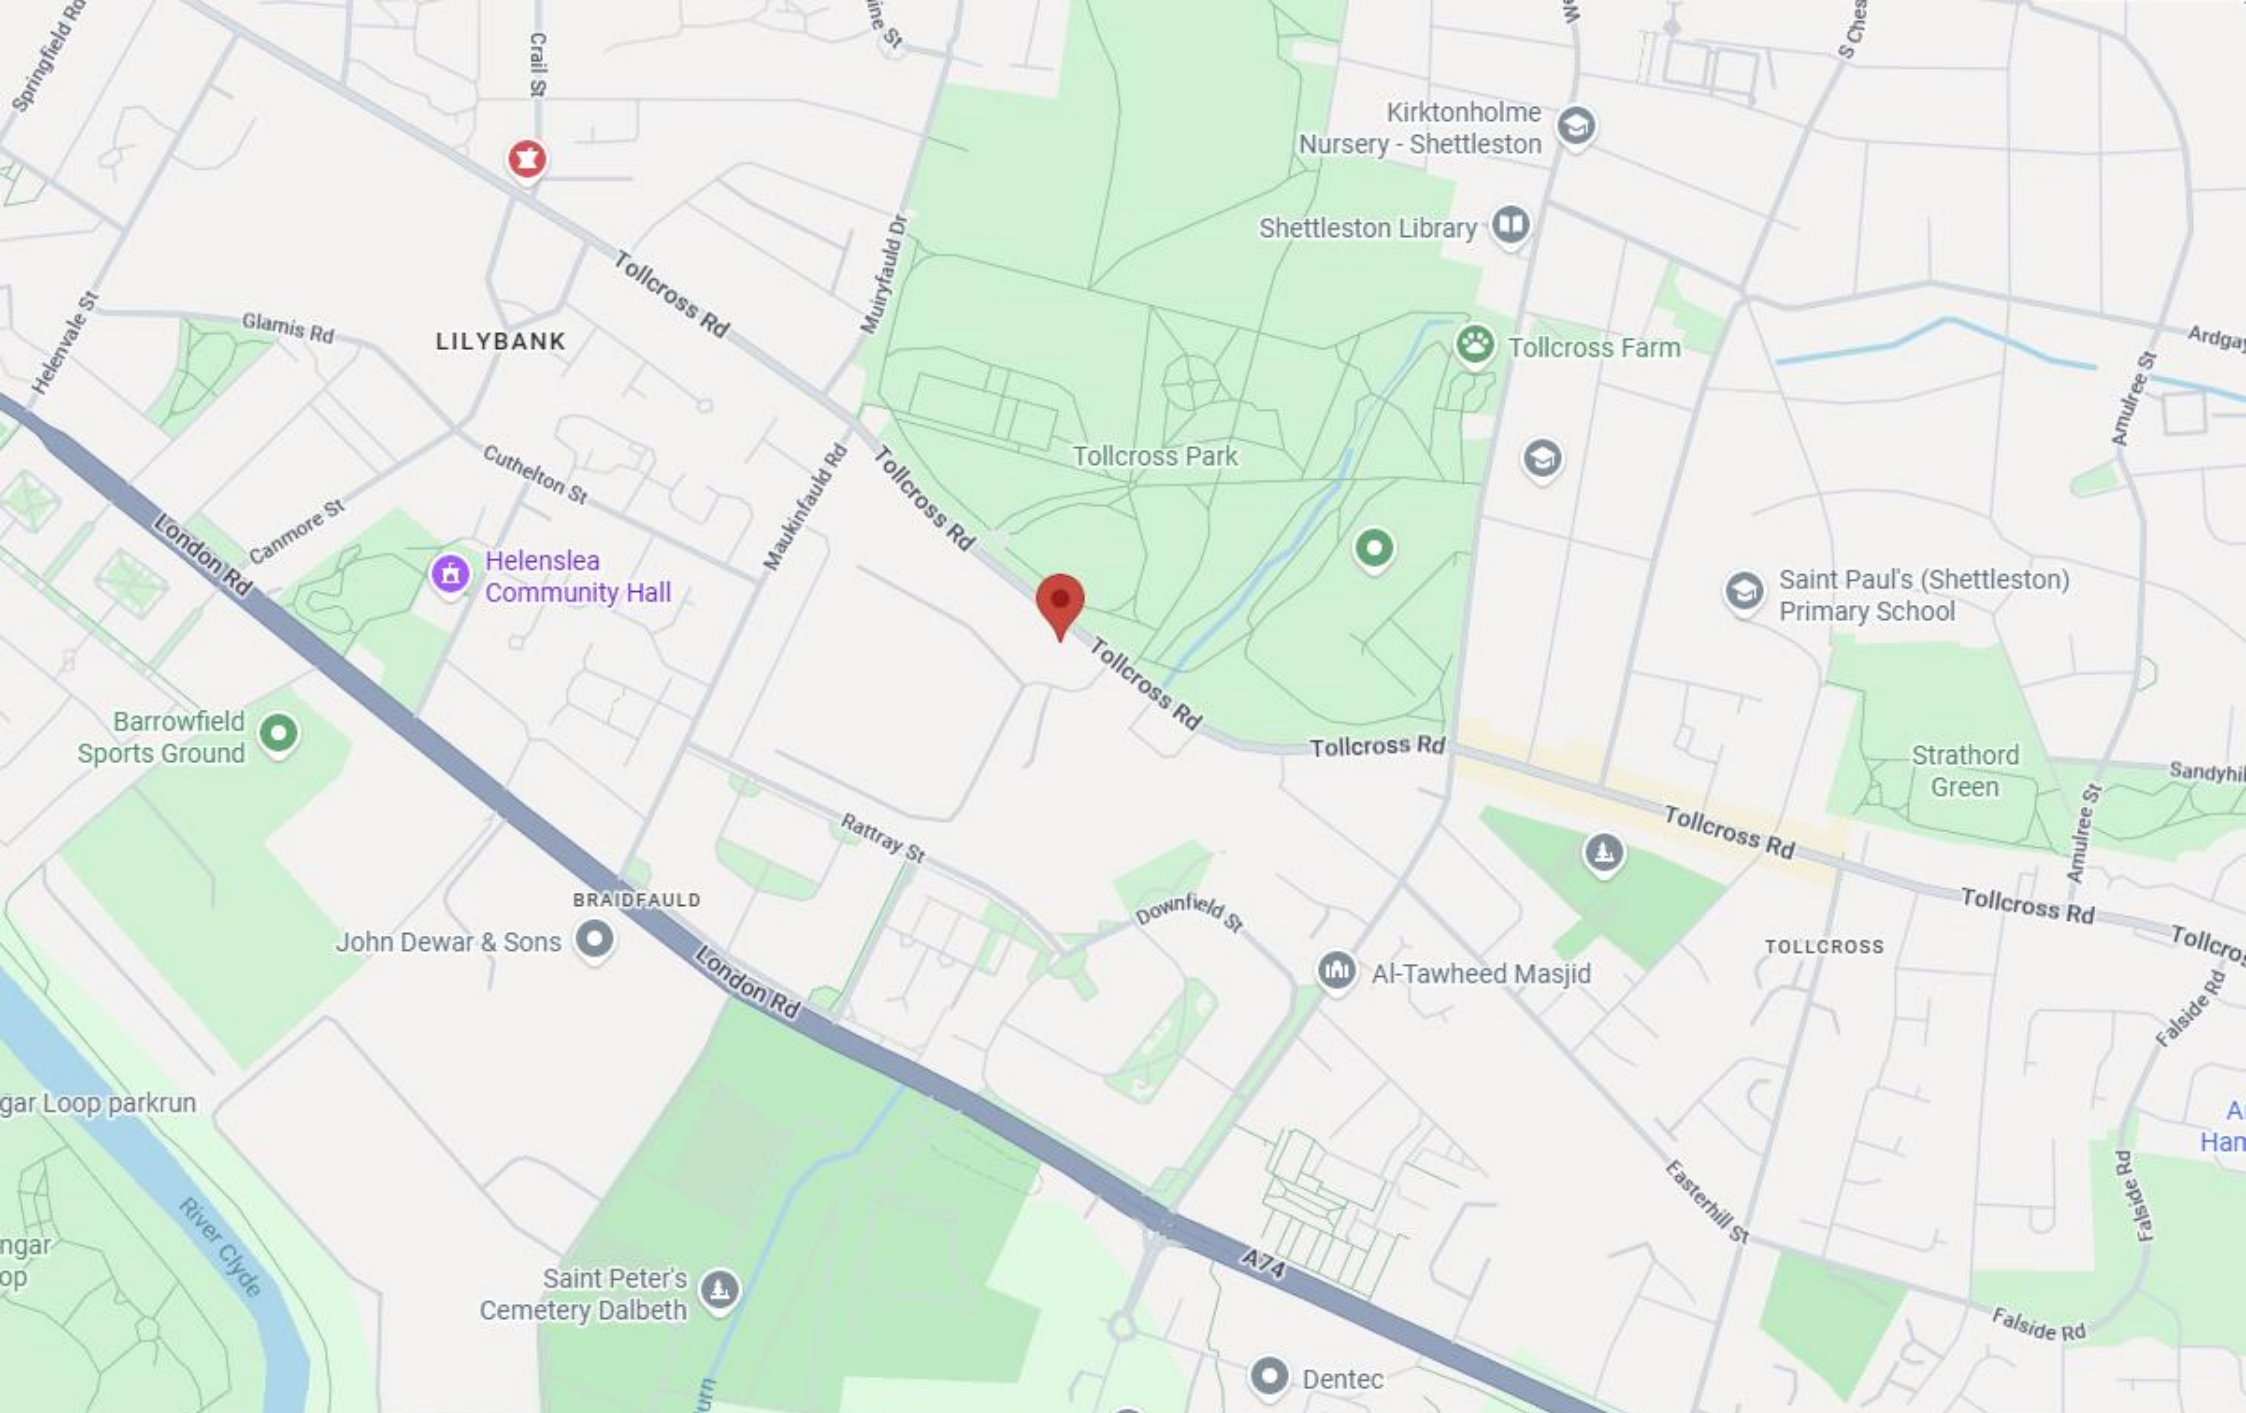 Springfield Rd
Crail St
S Ches
Kirktonholme
Nursery - Shettleston
Shettleston Library
Muiryfauld Dr
Tollcross Rd
Helenvale St
Glamis Rd
LILYBANK
Tollcross Farm
Ardgay
Amulree St
Tollcross Park
Cuthelton St
Maukinfauld Rd
Tollcross Rd
Canmore St
London Rd
Helenslea
Community Hall
Saint Paul's (Shettleston)
Primary School
Tollcross Rd
Barrowfield
Sports Ground
Tollcross Rd
Strathord
Green
Sandyhil
Rattray St
Tollcross Rd
Amulree St
BRAIDFAULD
Downfield St
Tollcross Rd
John Dewar & Sons
TOLLCROSS
Tollcros
London Rd
Al-Tawheed Masjid
Falside Rd
gar Loop parkrun
Ham
River Clyde
Easterhill St
Falside Rd
ngar
op
A74
Saint Peter's
Cemetery Dalbeth
Falside Rd
Dentec
urn